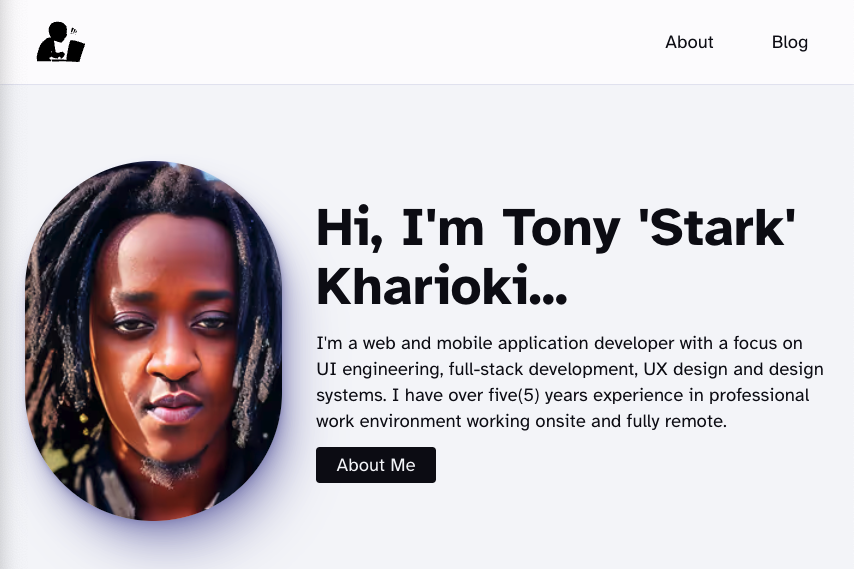 About
Blog
Hi, I'm Tony 'Stark'
Kharioki...
I'm a web and mobile application developer with a focus on
UI engineering, full-stack development, UX design and design
systems. I have over five(5) years experience in professional
work environment working onsite and fully remote.
About Me